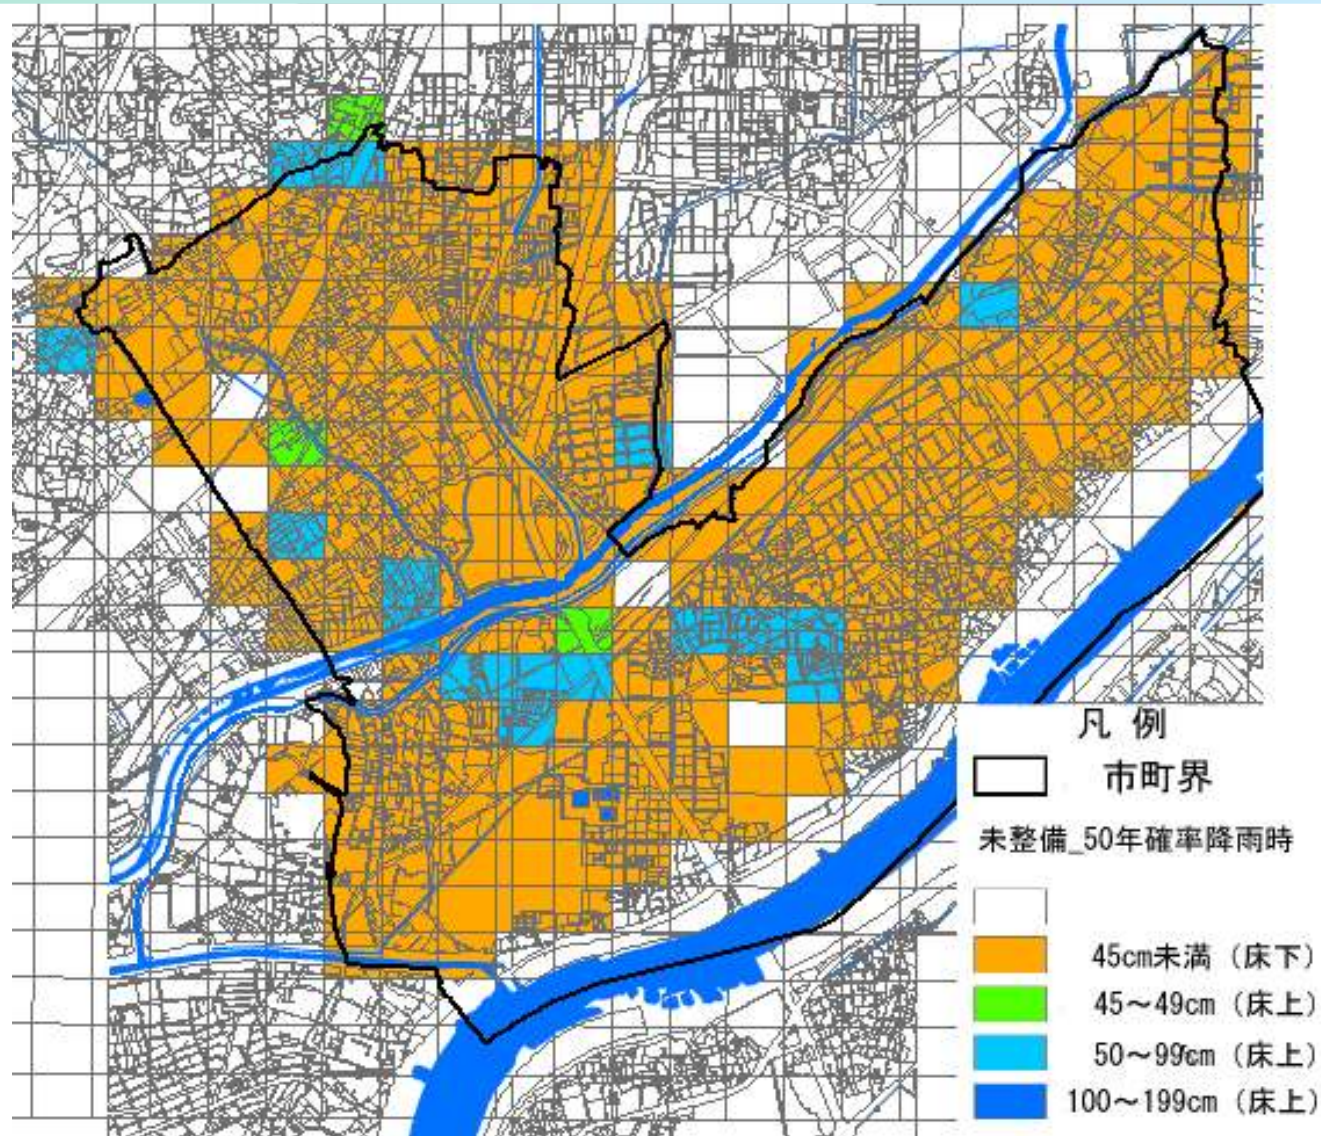 凡 例
市町界
未整備_50年確率降雨時
45cm未満（床下）
45～49cm（床上）
50～99cm（床上）
100～199cm（床上）